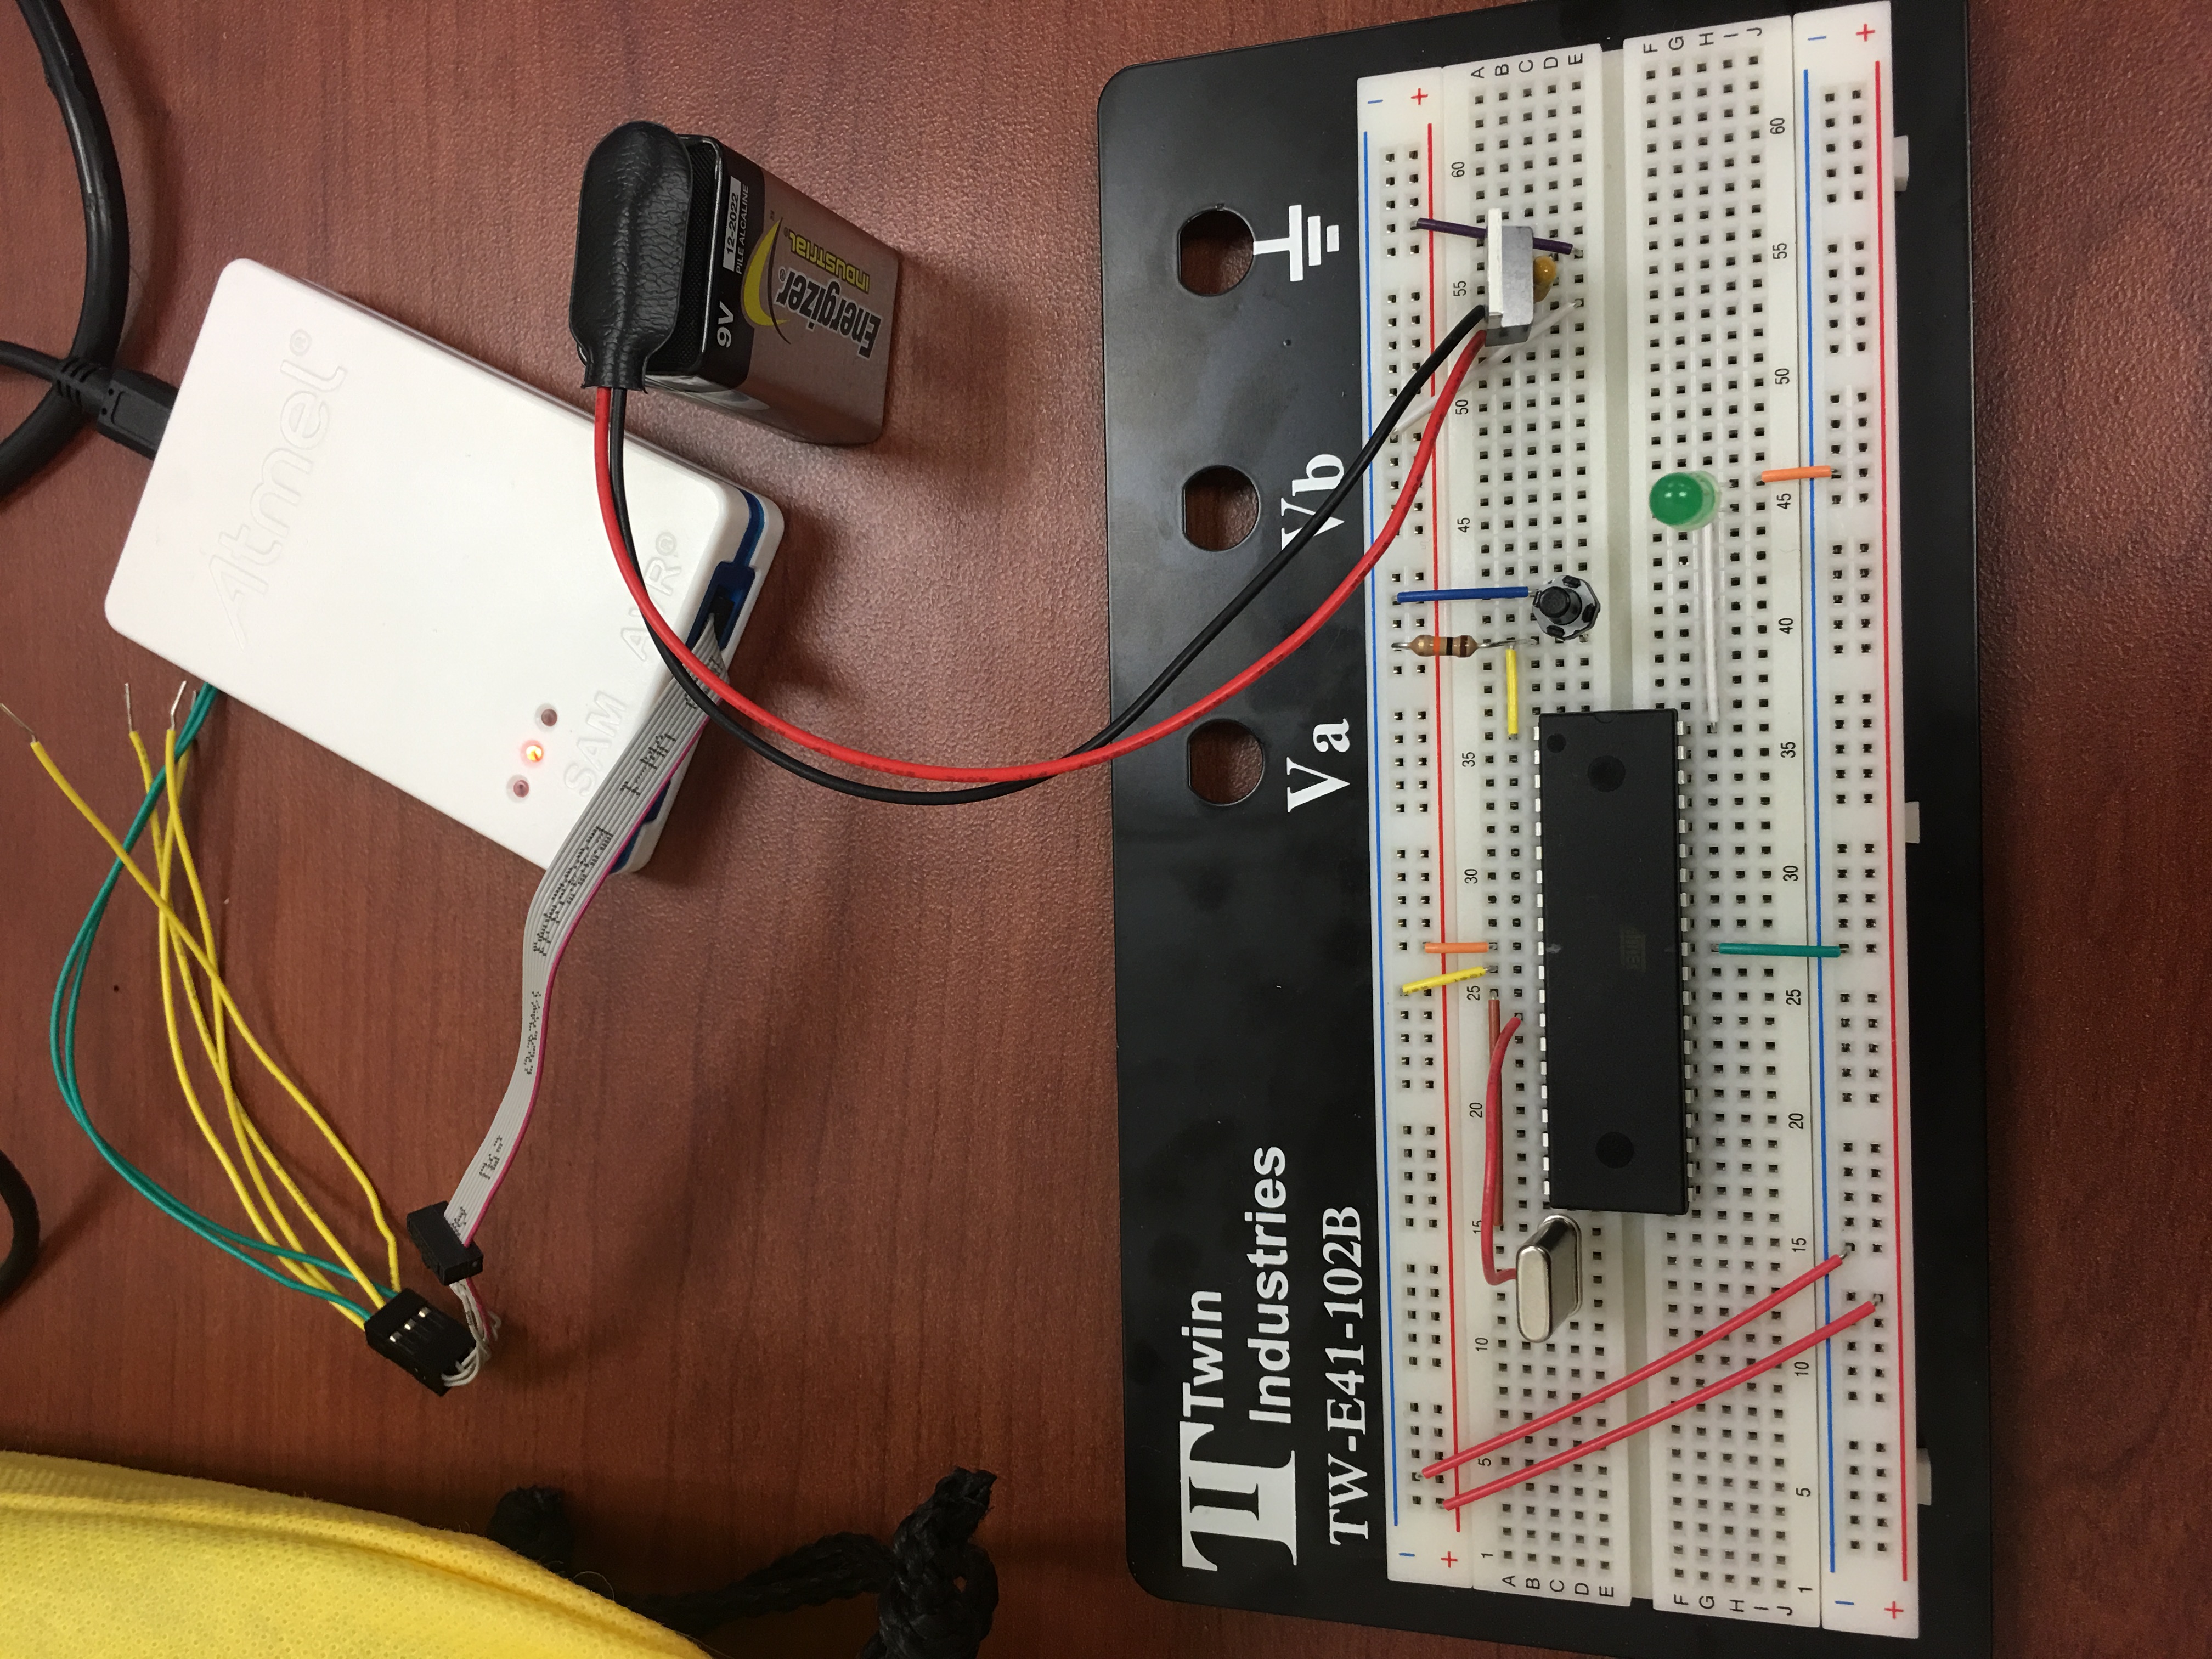 Atmel®
SAM AVR®
9V
12-2022
PILE ALCALINE
Energizer®
INDUSTRIAL
TI Twin
Industries
TW-E41-102B
Va Vb
1 5 10 15 20 25 30 35 45 50 55 60
A A
B B
C C
D D
E E
F F
G G
H H
I I
J J
1 5 10 15 20 25 30 35 40 45 50 55 60